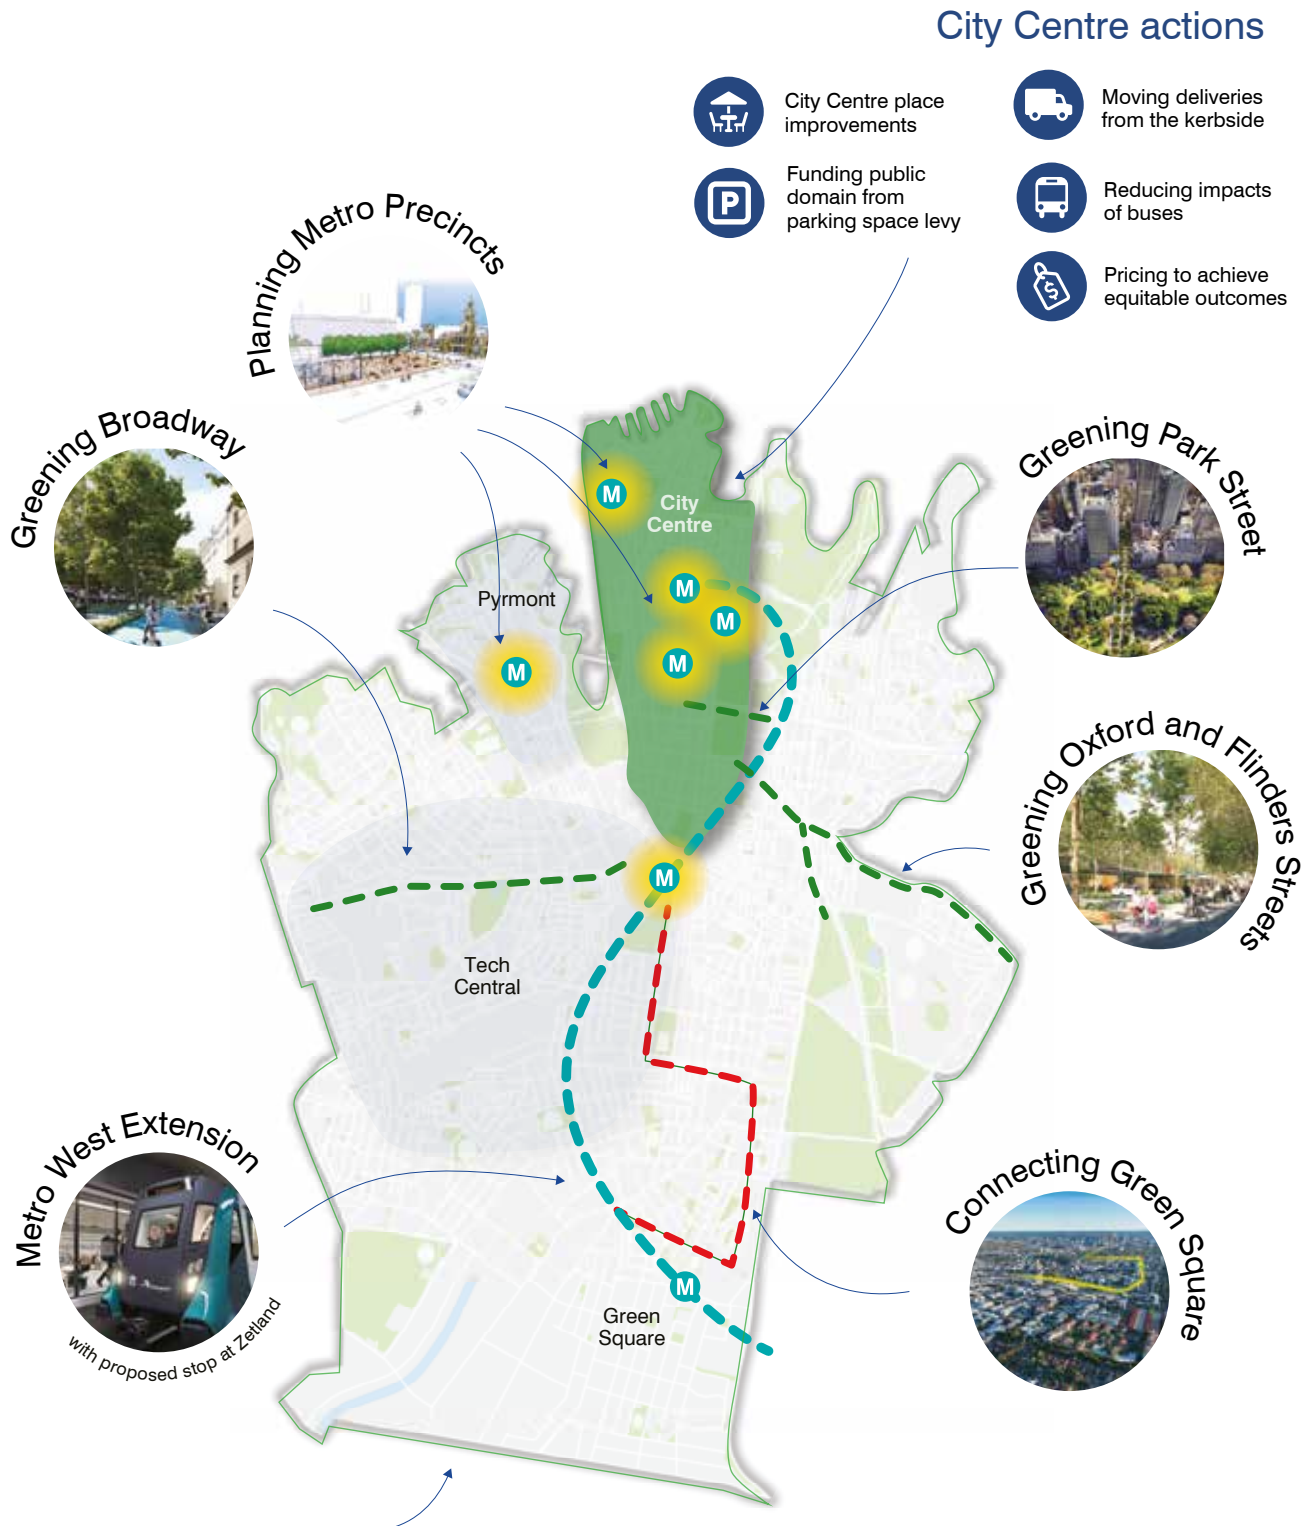 City Centre actions
City Centre place
improvements
Moving deliveries
from the kerbside
Funding public
domain from
parking space levy
P
Reducing impacts
of buses
$
Pricing to achieve
equitable outcomes
Planning Metro Precincts
Greening Broadway
Greening Park Street
M
City
Centre
M
Pyrmont
M
M
M
Greening Oxford and Flinders Streets
M
Tech
Central
Metro West Extension
with proposed stop at Zetland
Connecting Green Square
M
Green
Square